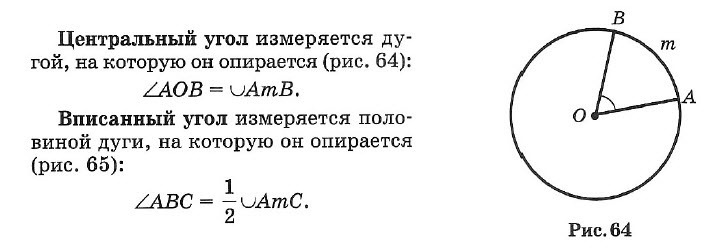 Центральный угол измеряется ду-
гой, на которую он опирается (рис. 64):
∠AOB = ∪AmB.
Вписанный угол измеряется поло-
виной дуги, на которую он опирается
(рис. 65):
∠ABC = 1/2 ∪AmC.
B
m
A
O
Рис. 64